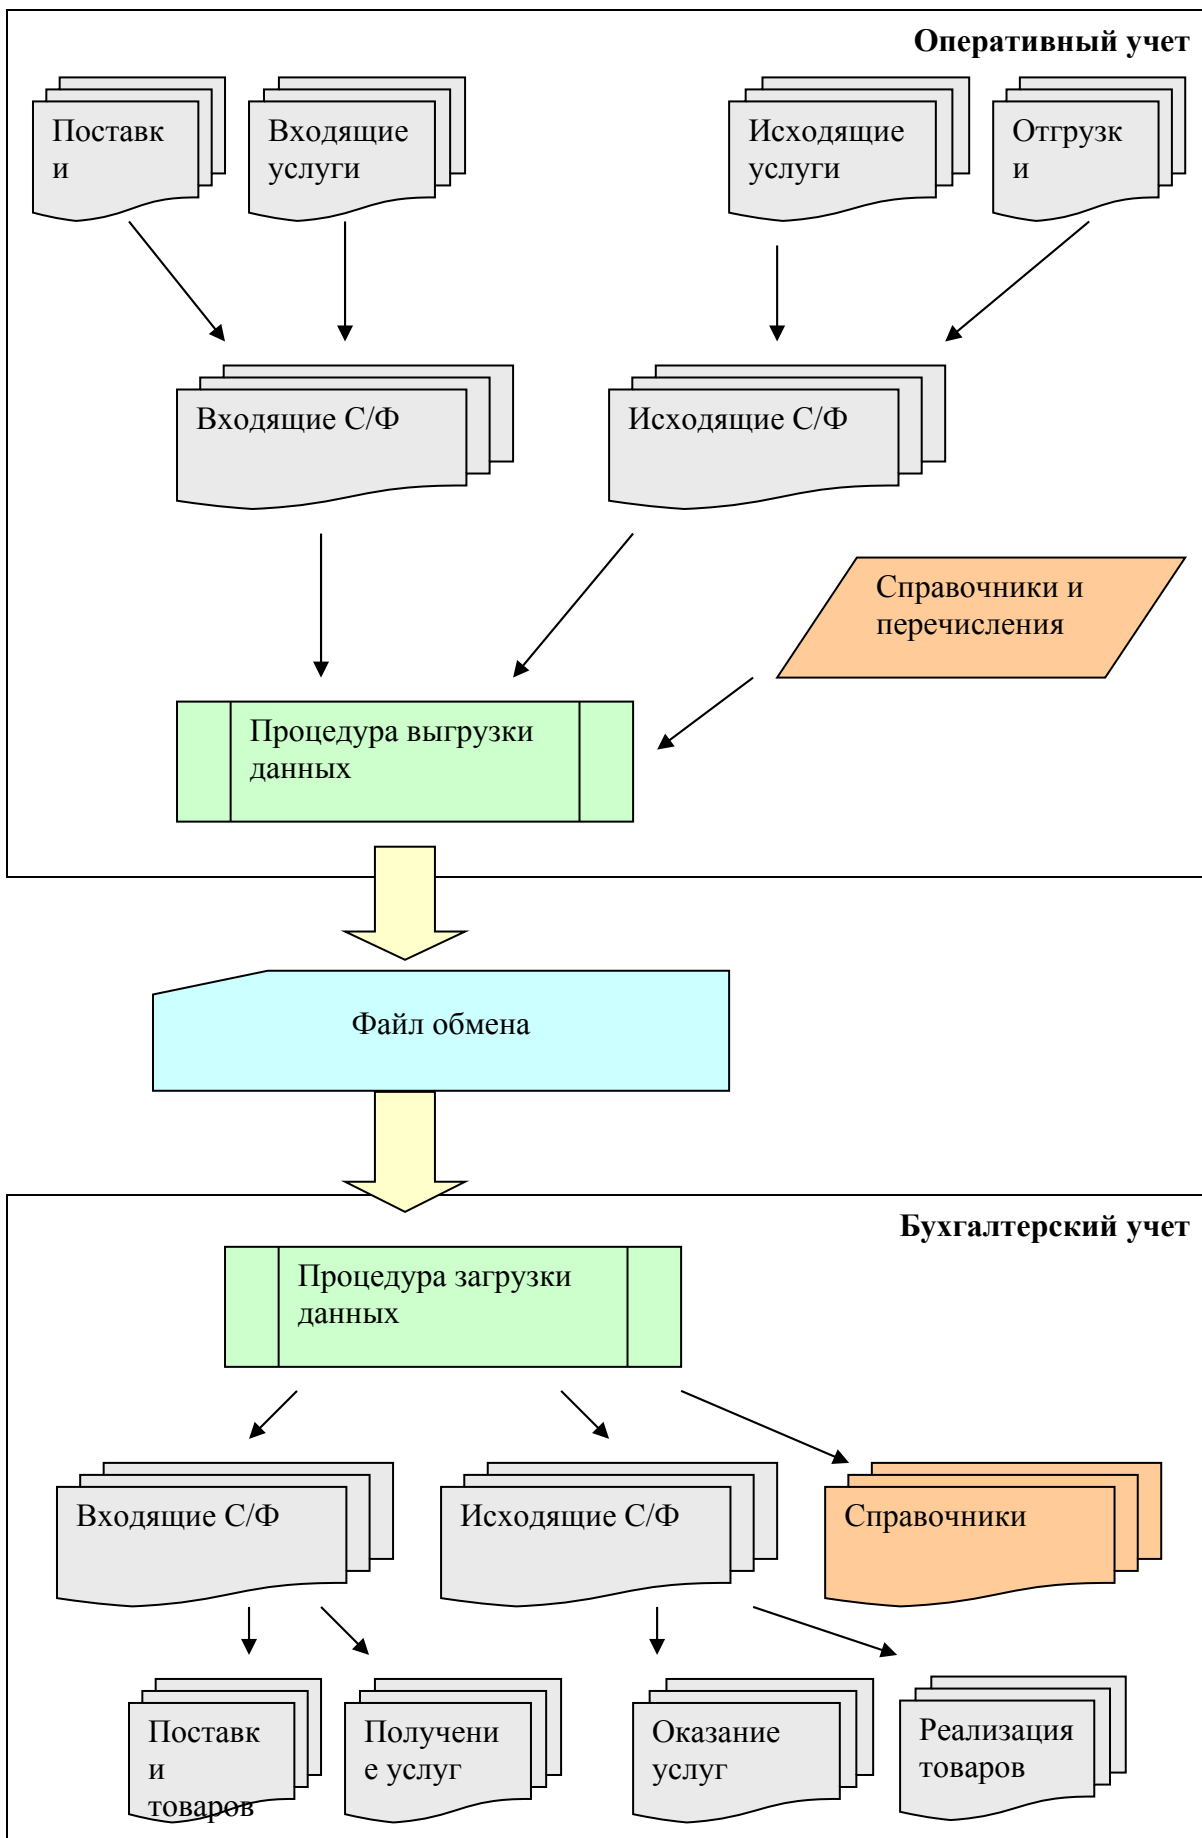 Оперативный учет
Поставк
и
Входящие
услуги
Исходящие
услуги
Отгрузк
и
Входящие С/Ф
Исходящие С/Ф
Справочники и
перечисления
Процедура выгрузки
данных
Файл обмена
Бухгалтерский учет
Процедура загрузки
данных
Входящие С/Ф
Исходящие С/Ф
Справочники
Поставк
и
товаров
Получени
е услуг
Оказание
услуг
Реализация
товаров